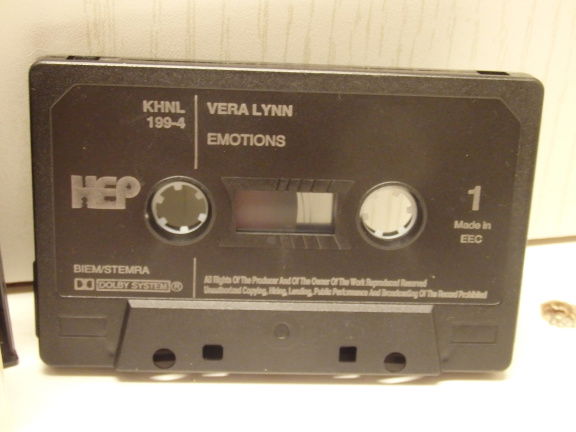 KHNL
199-4
VERA LYNN
EMOTIONS
HEP
1
Made in
EEC
BIEM/STEMRA
DOLBY SYSTEM ®
All Rights Of The Producer And Of The Owner Of The Work Reproduced Reserved
Unauthorized Copying, Hiring, Lending, Public Performance And Broadcasting Of The Record Prohibited